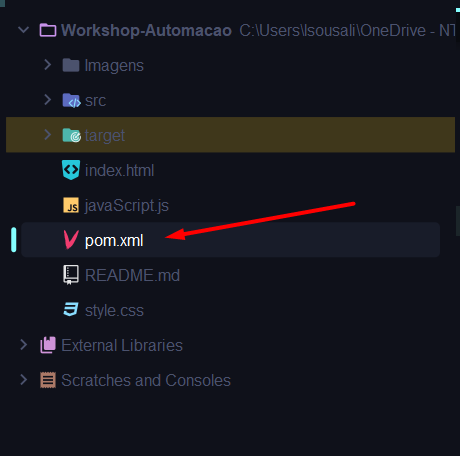 Workshop-Automacao C:\Users\lsousali\OneDrive - NT
Imagens
src
target
index.html
JS javaScript.js
pom.xml
README.md
style.css
External Libraries
Scratches and Consoles